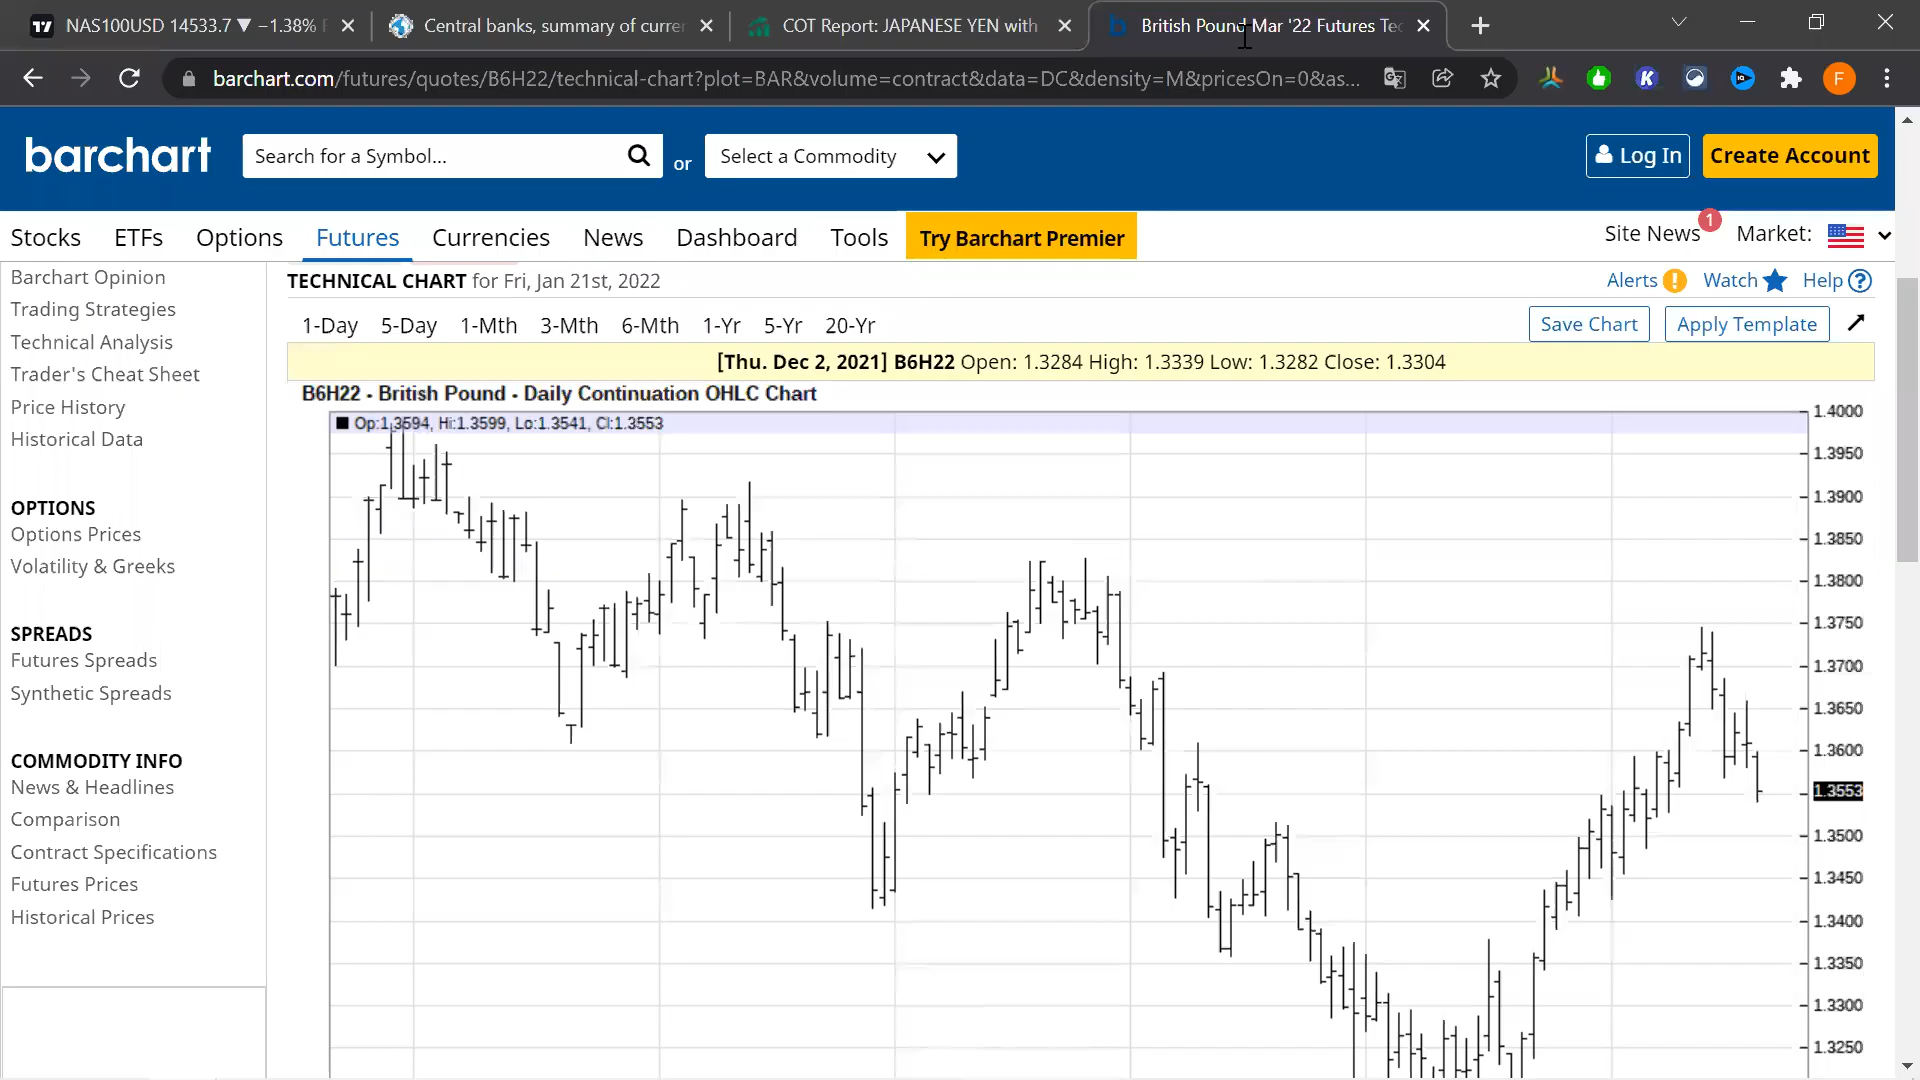 NAS100USD 14533.7 ▼ −1.38%
Central banks, summary of currer
COT Report: JAPANESE YEN with
British Pound Mar '22 Futures Tec
barchart.com/futures/quotes/B6H22/technical-chart?plot=BAR&volume=contract&data=DC&density=M&pricesOn=0&as...
F
barchart
Search for a Symbol...
or
Select a Commodity
Log In
Create Account
Stocks ETFs Options Futures Currencies News Dashboard Tools Try Barchart Premier Site News 1 Market:
Barchart Opinion
Trading Strategies
Technical Analysis
Trader's Cheat Sheet
Price History
Historical Data
OPTIONS
Options Prices
Volatility & Greeks
SPREADS
Futures Spreads
Synthetic Spreads
COMMODITY INFO
News & Headlines
Comparison
Contract Specifications
Futures Prices
Historical Prices
TECHNICAL CHART for Fri, Jan 21st, 2022
Alerts Watch Help
1-Day 5-Day 1-Mth 3-Mth 6-Mth 1-Yr 5-Yr 20-Yr
Save Chart Apply Template
[Thu. Dec 2, 2021] B6H22 Open: 1.3284 High: 1.3339 Low: 1.3282 Close: 1.3304
B6H22 - British Pound - Daily Continuation OHLC Chart
Op:1.3594, Hi:1.3599, Lo:1.3541, Cl:1.3553
1.4000
1.3950
1.3900
1.3850
1.3800
1.3750
1.3700
1.3650
1.3600
1.3553
1.3500
1.3450
1.3400
1.3350
1.3300
1.3250